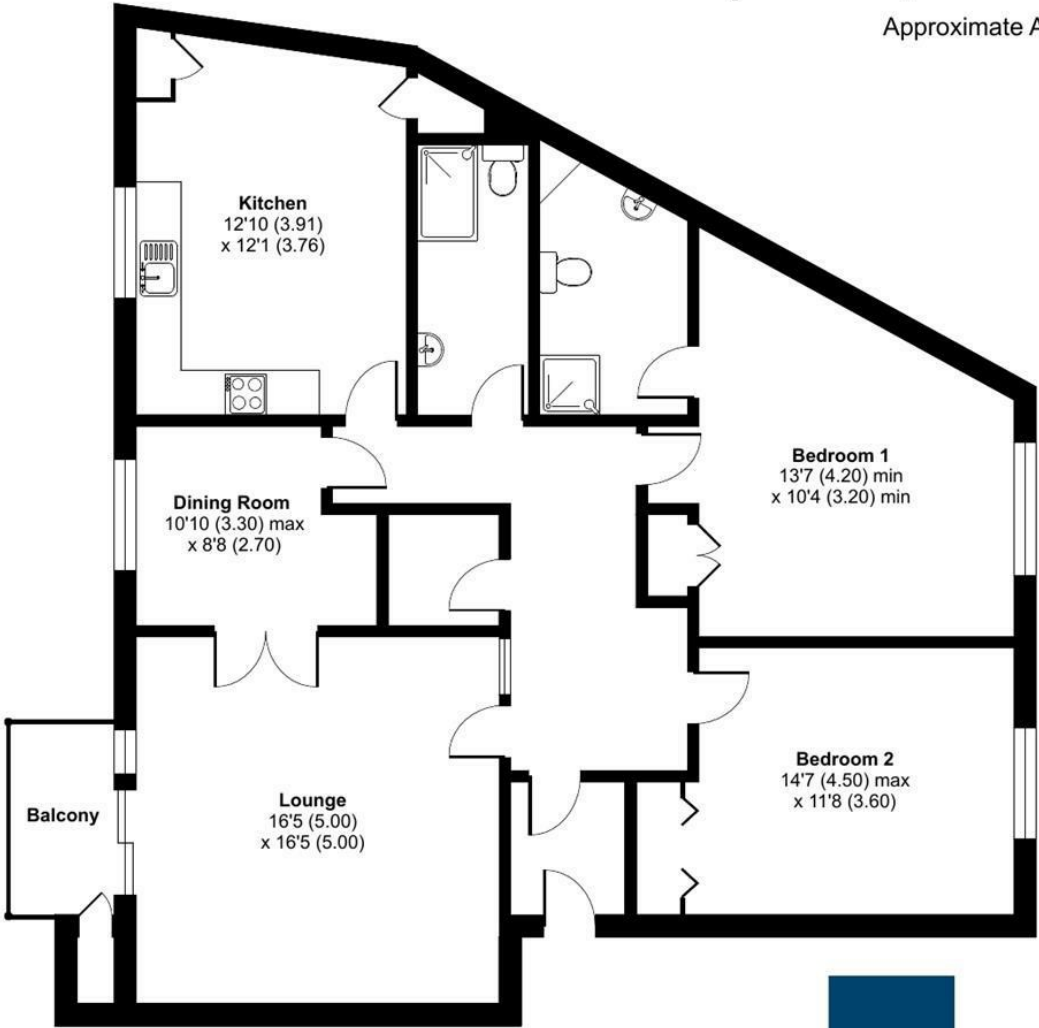 Approximate A
Kitchen
12'10 (3.91)
x 12'1 (3.76)
Bedroom 1
13'7 (4.20) min
x 10'4 (3.20) min
Dining Room
10'10 (3.30) max
x 8'8 (2.70)
Bedroom 2
14'7 (4.50) max
x 11'8 (3.60)
Lounge
16'5 (5.00)
x 16'5 (5.00)
Balcony